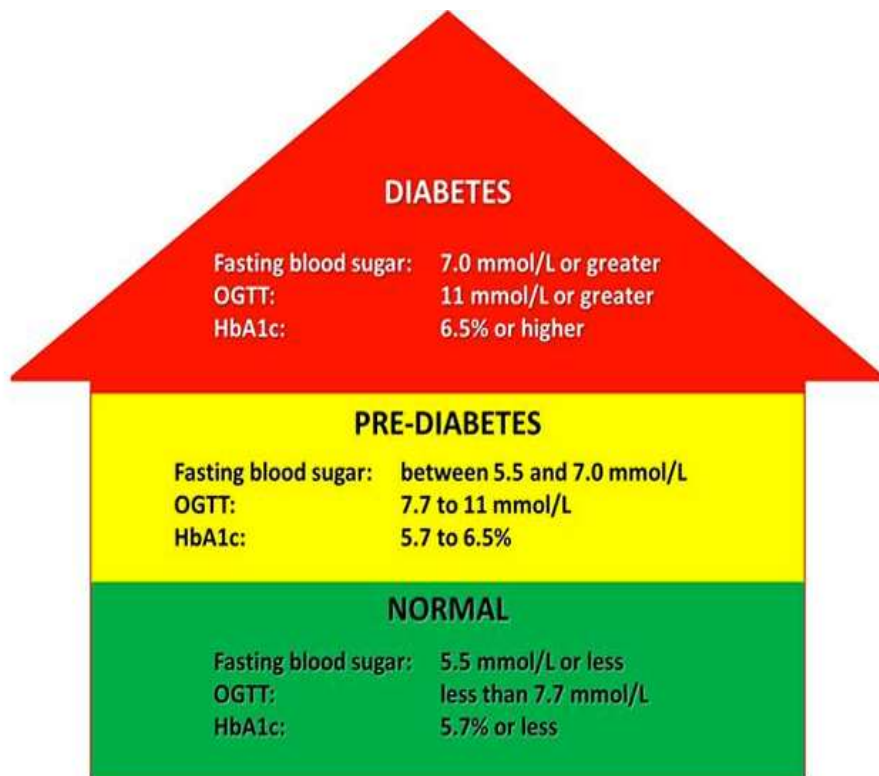 DIABETES
Fasting blood sugar: 7.0 mmol/L or greater
OGTT: 11 mmol/L or greater
HbA1c: 6.5% or higher
PRE-DIABETES
Fasting blood sugar: between 5.5 and 7.0 mmol/L
OGTT: 7.7 to 11 mmol/L
HbA1c: 5.7 to 6.5%
NORMAL
Fasting blood sugar: 5.5 mmol/L or less
OGTT: less than 7.7 mmol/L
HbA1c: 5.7% or less